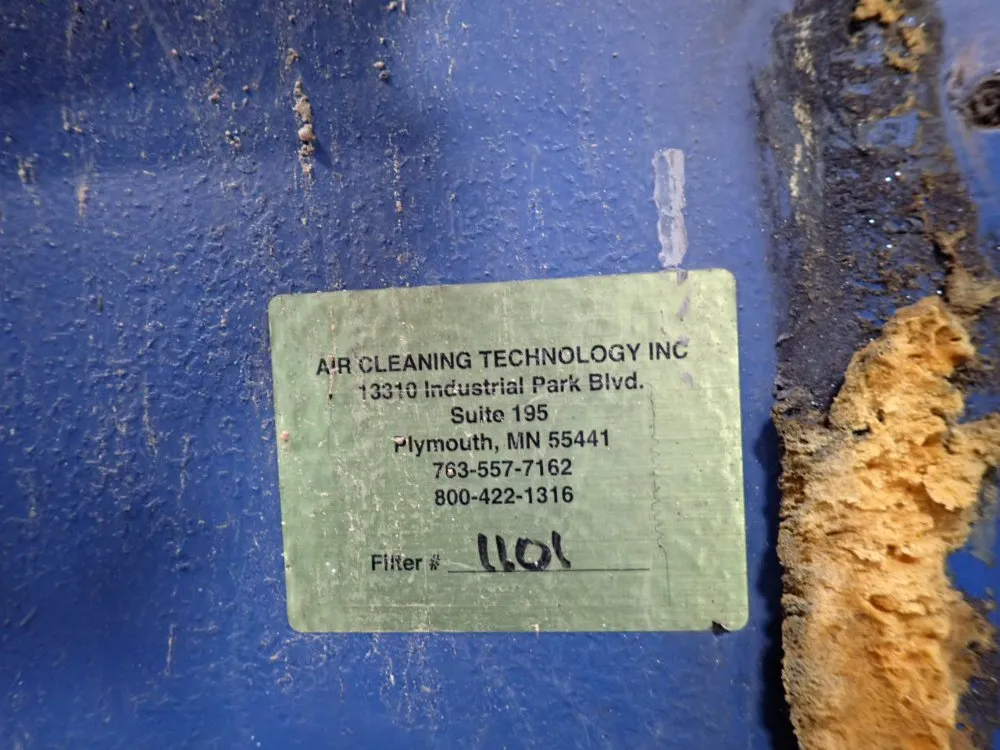 AIR CLEANING TECHNOLOGY INC
13310 Industrial Park Blvd.
Suite 195
Plymouth, MN 55441
763-557-7162
800-422-1316
Filter # 1101